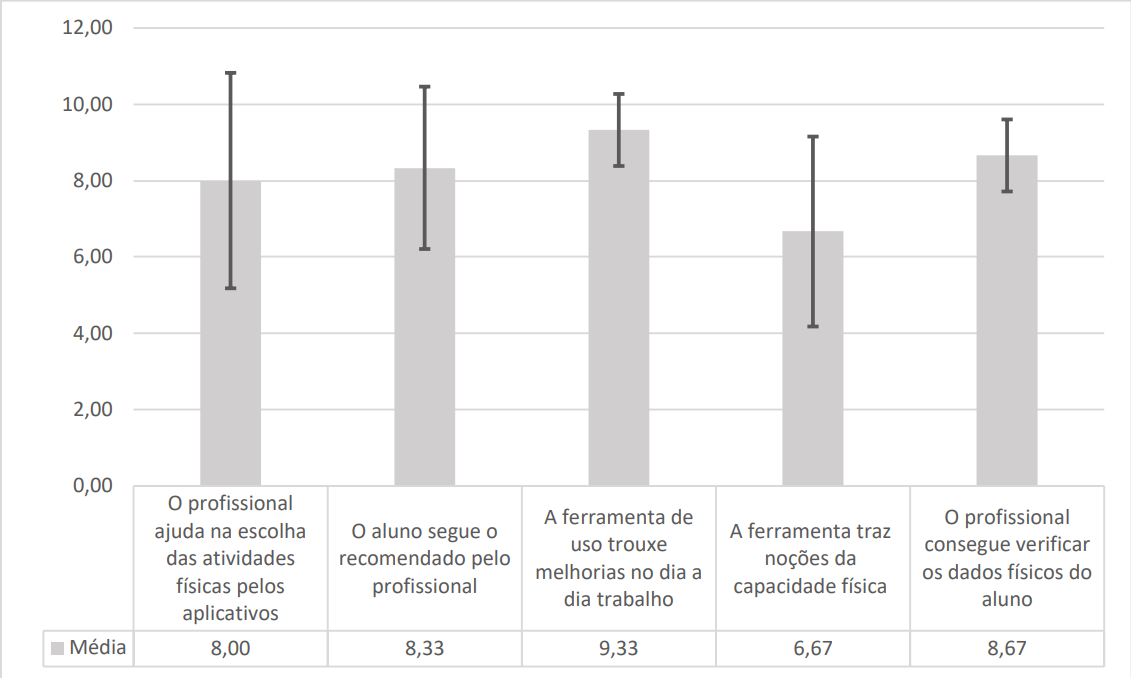 12,00
10,00
8,00
6,00
4,00
2,00
0,00
O profissional
ajuda na escolha
das atividades
físicas pelos
aplicativos
O aluno segue o
recomendado pelo
profissional
A ferramenta de
uso trouxe
melhorias no dia a
dia trabalho
A ferramenta traz
noções da
capacidade física
O profissional
consegue verificar
os dados físicos do
aluno
Média 8,00 8,33 9,33 6,67 8,67